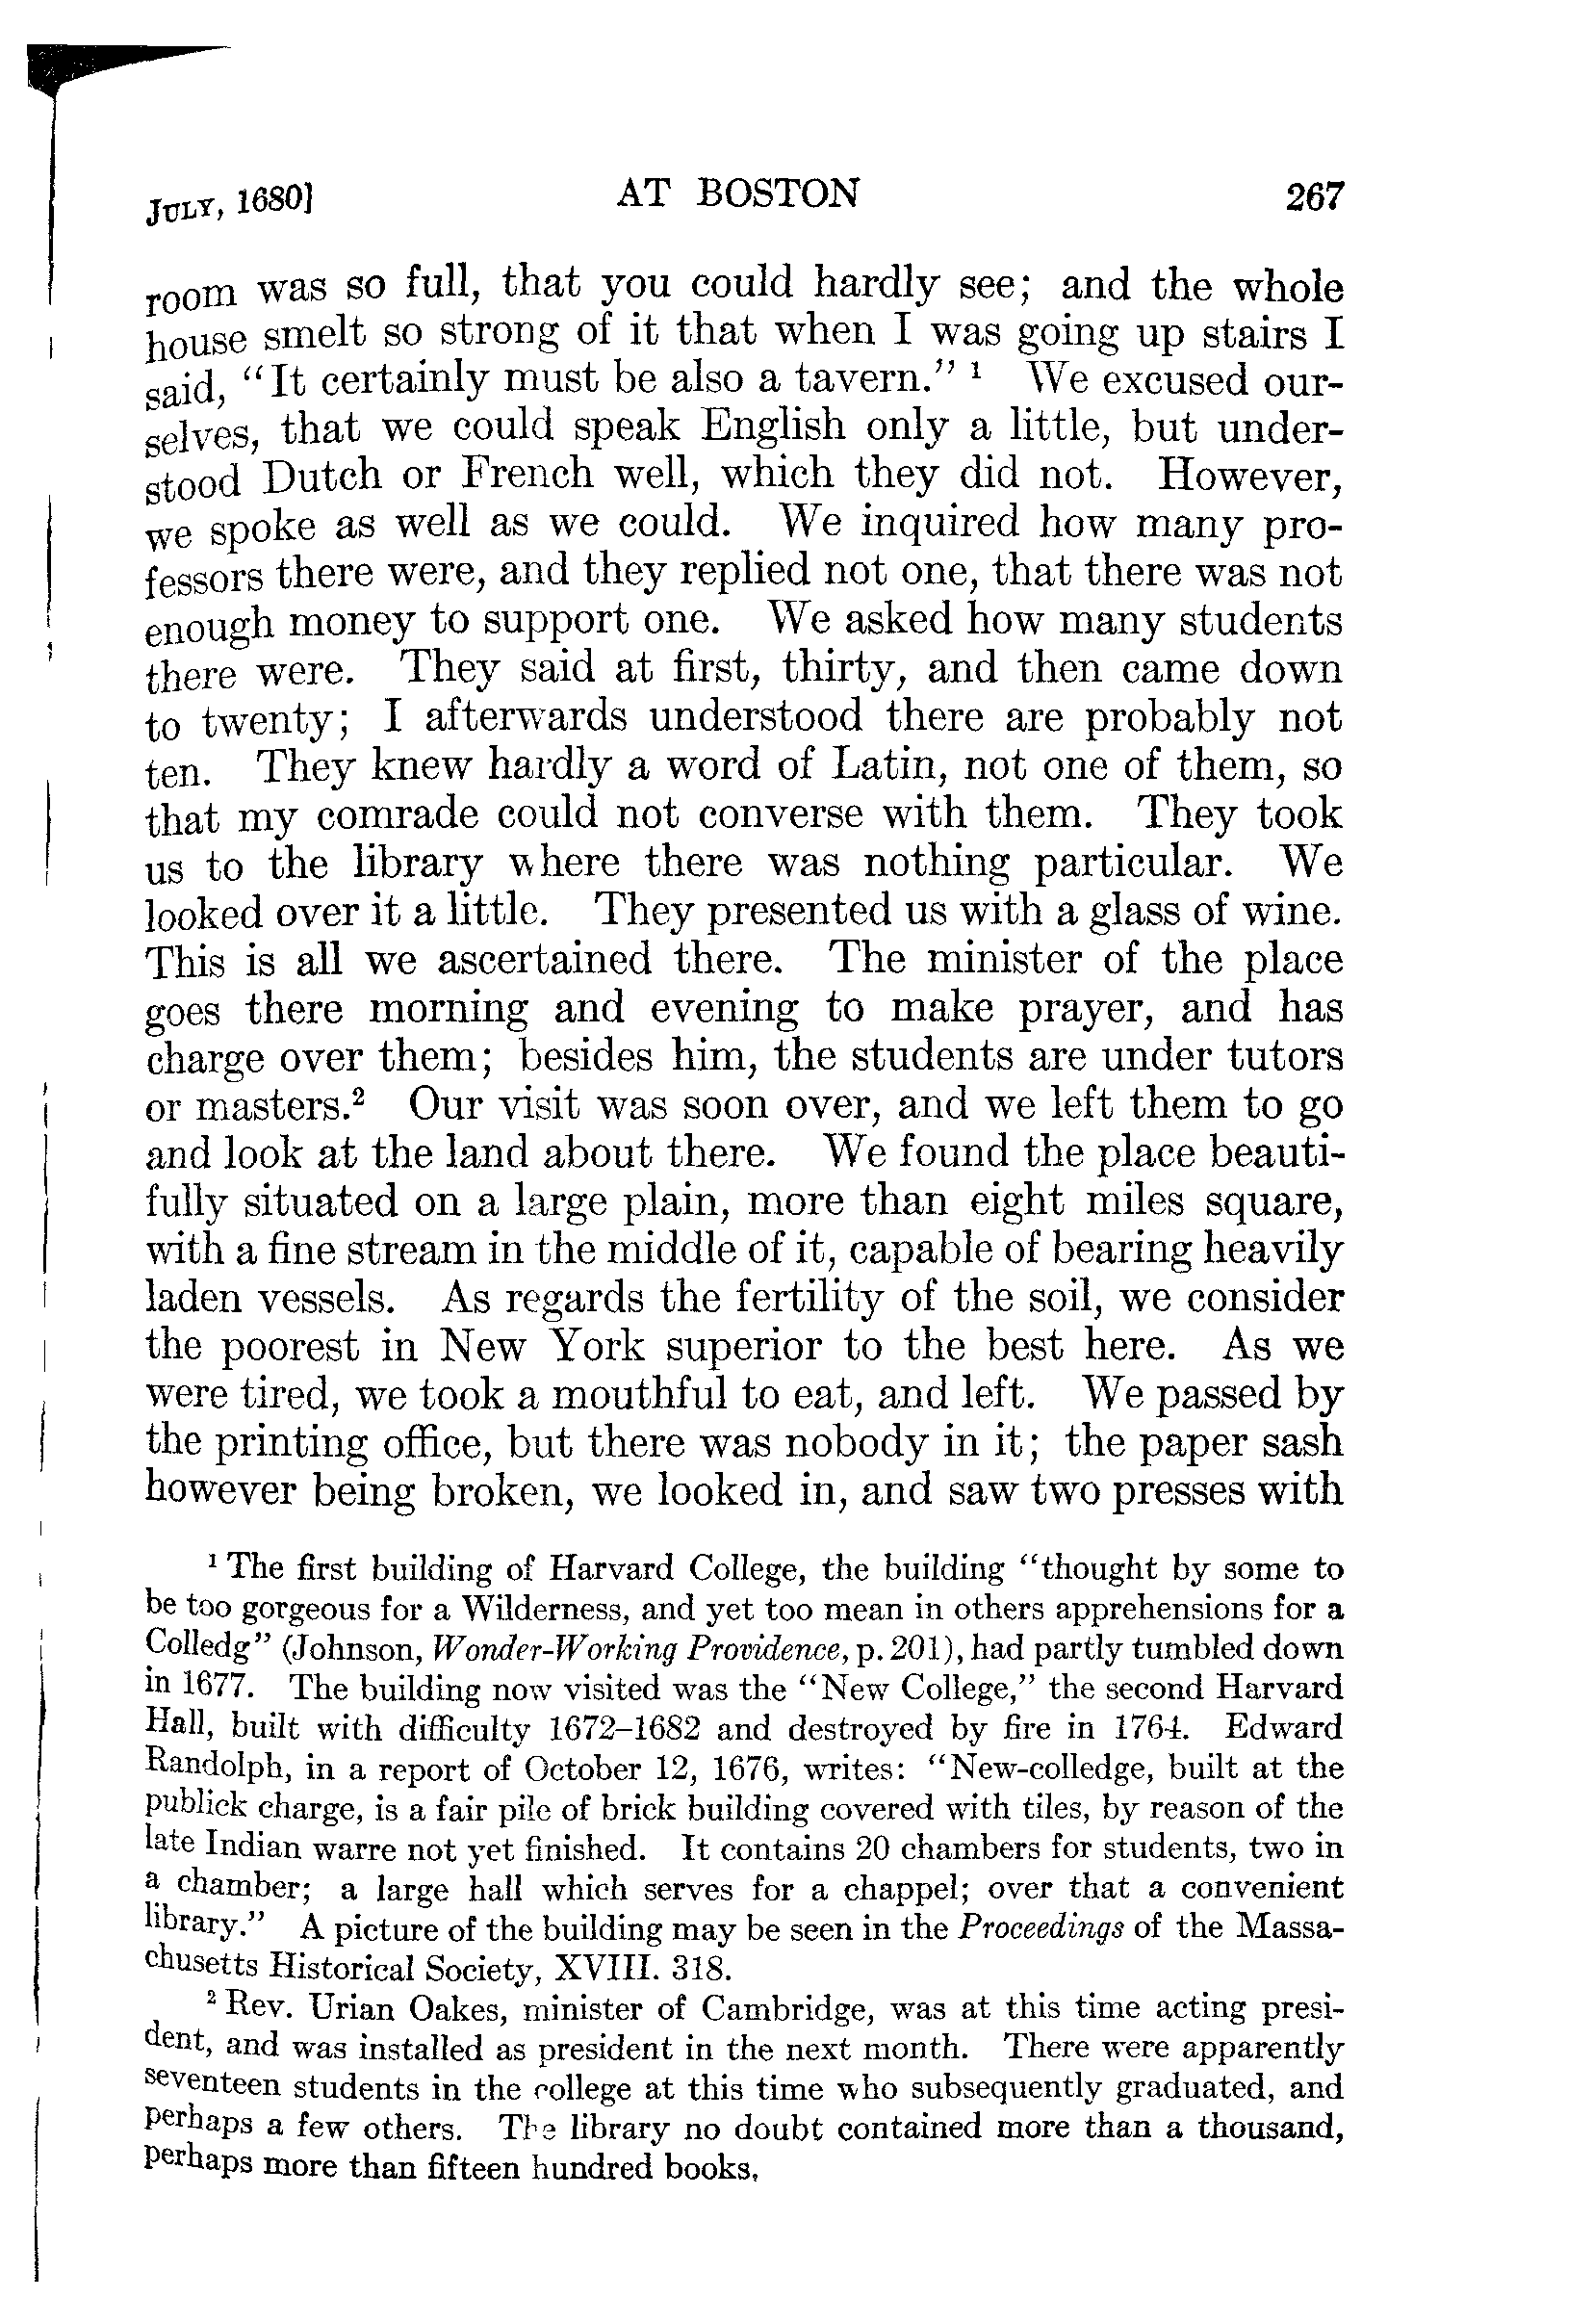 JULY, 1680] AT BOSTON 267
room was so full, that you could hardly see; and the whole
house smelt so strong of it that when I was going up stairs I
said, “It certainly must be also a tavern.” ¹ We excused our-
selves, that we could speak English only a little, but under-
stood Dutch or French well, which they did not. However,
we spoke as well as we could. We inquired how many pro-
fessors there were, and they replied not one, that there was not
enough money to support one. We asked how many students
there were. They said at first, thirty, and then came down
to twenty; I afterwards understood there are probably not
ten. They knew hardly a word of Latin, not one of them, so
that my comrade could not converse with them. They took
us to the library where there was nothing particular. We
looked over it a little. They presented us with a glass of wine.
This is all we ascertained there. The minister of the place
goes there morning and evening to make prayer, and has
charge over them; besides him, the students are under tutors
or masters.² Our visit was soon over, and we left them to go
and look at the land about there. We found the place beauti-
fully situated on a large plain, more than eight miles square,
with a fine stream in the middle of it, capable of bearing heavily
laden vessels. As regards the fertility of the soil, we consider
the poorest in New York superior to the best here. As we
were tired, we took a mouthful to eat, and left. We passed by
the printing office, but there was nobody in it; the paper sash
however being broken, we looked in, and saw two presses with
¹ The first building of Harvard College, the building “thought by some to
be too gorgeous for a Wilderness, and yet too mean in others apprehensions for a
Colledg” (Johnson, Wonder-Working Providence, p. 201), had partly tumbled down
in 1677. The building now visited was the “New College,” the second Harvard
Hall, built with difficulty 1672–1682 and destroyed by fire in 1764. Edward
Randolph, in a report of October 12, 1676, writes: “New-colledge, built at the
publick charge, is a fair pile of brick building covered with tiles, by reason of the
late Indian warre not yet finished. It contains 20 chambers for students, two in
a chamber; a large hall which serves for a chappel; over that a convenient
library.” A picture of the building may be seen in the Proceedings of the Massa-
chusetts Historical Society, XVIII. 318.
² Rev. Urian Oakes, minister of Cambridge, was at this time acting presi-
dent, and was installed as president in the next month. There were apparently
seventeen students in the college at this time who subsequently graduated, and
perhaps a few others. The library no doubt contained more than a thousand,
perhaps more than fifteen hundred books.